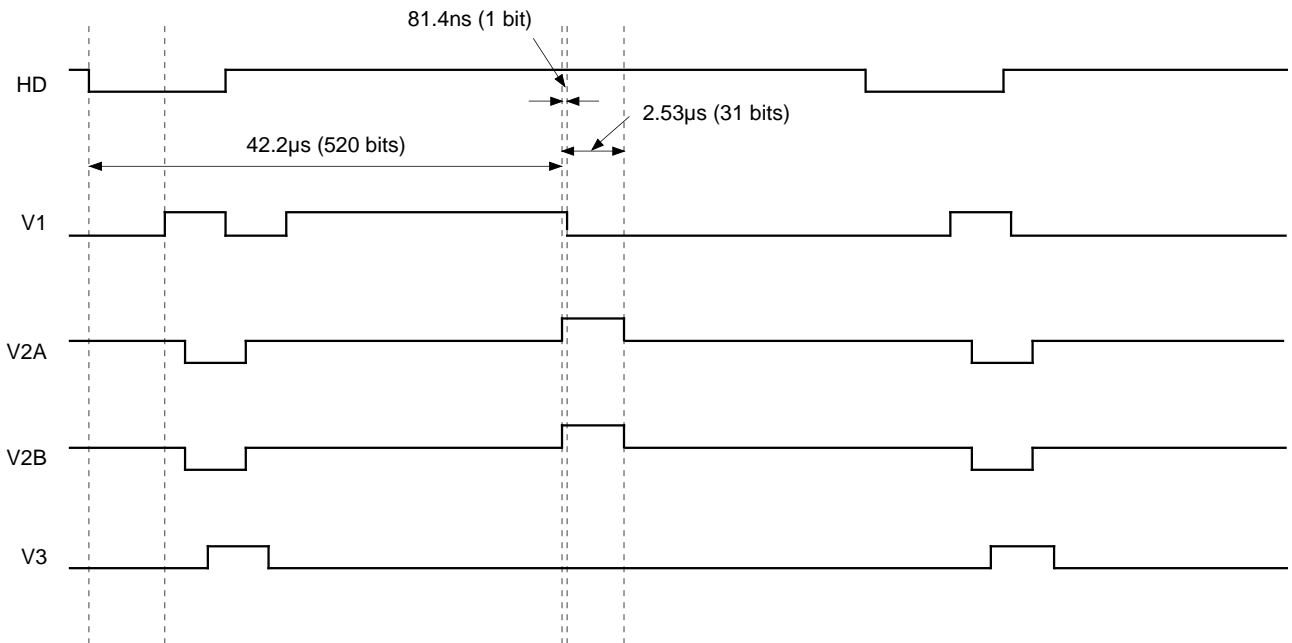 81.4ns (1 bit)
HD
2.53µs (31 bits)
42.2µs (520 bits)
V1
V2A
V2B
V3